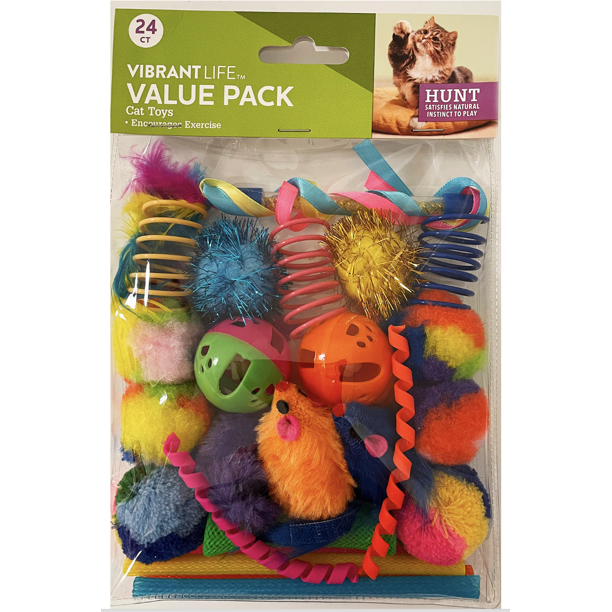 24
CT
VIBRANT LIFE™
VALUE PACK
Cat Toys
• Encourages Exercise
HUNT
SATISFIES NATURAL
INSTINCT TO PLAY